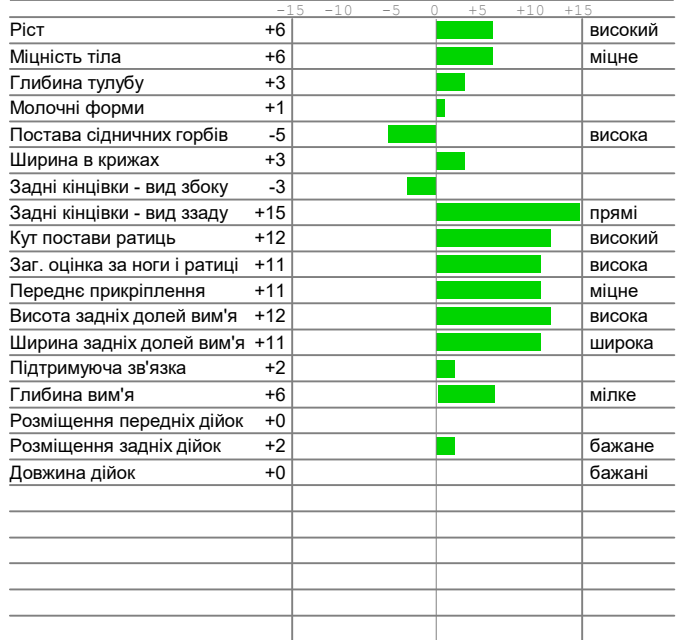 -15 -10 -5 0 +5 +10 +15
Ріст +6 високий
Міцність тіла +6 міцне
Глибина тулубу +3
Молочні форми +1
Постава сідничних горбів -5 висока
Ширина в крижах +3
Задні кінцівки - вид збоку -3
Задні кінцівки - вид ззаду +15 прямі
Кут постави ратиць +12 високий
Заг. оцінка за ноги і ратиці +11 висока
Переднє прикріплення +11 міцне
Висота задніх долей вим'я +12 висока
Ширина задніх долей вим'я +11 широка
Підтримуюча зв'язка +2
Глибина вим'я +6 мілке
Розміщення передніх дійок +0
Розміщення задніх дійок +2 бажане
Довжина дійок +0 бажані